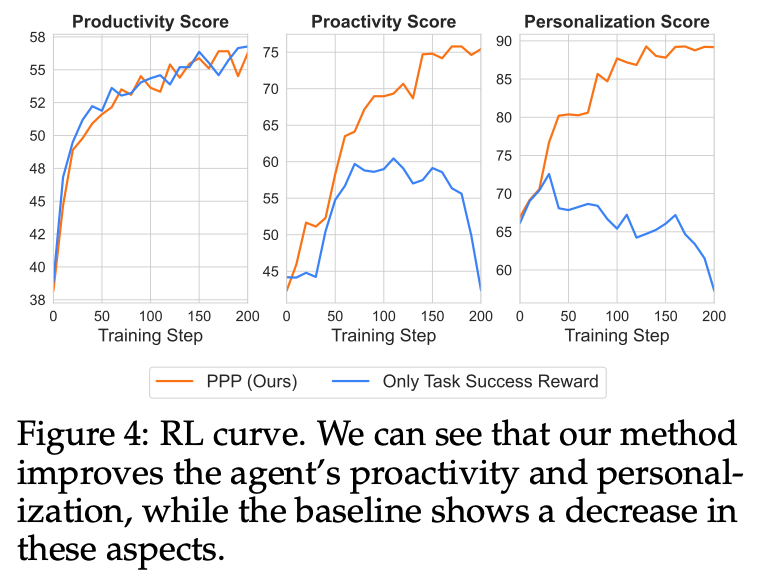 Productivity Score
58
55
52
50
48
45
42
40
38
0 50 100 150 200
Training Step
Proactivity Score
75
70
65
60
55
50
45
0 50 100 150 200
Training Step
Personalization Score
90
85
80
75
70
65
60
0 50 100 150 200
Training Step
PPP (Ours) Only Task Success Reward
Figure 4: RL curve. We can see that our method
improves the agent’s proactivity and personal-
ization, while the baseline shows a decrease in
these aspects.